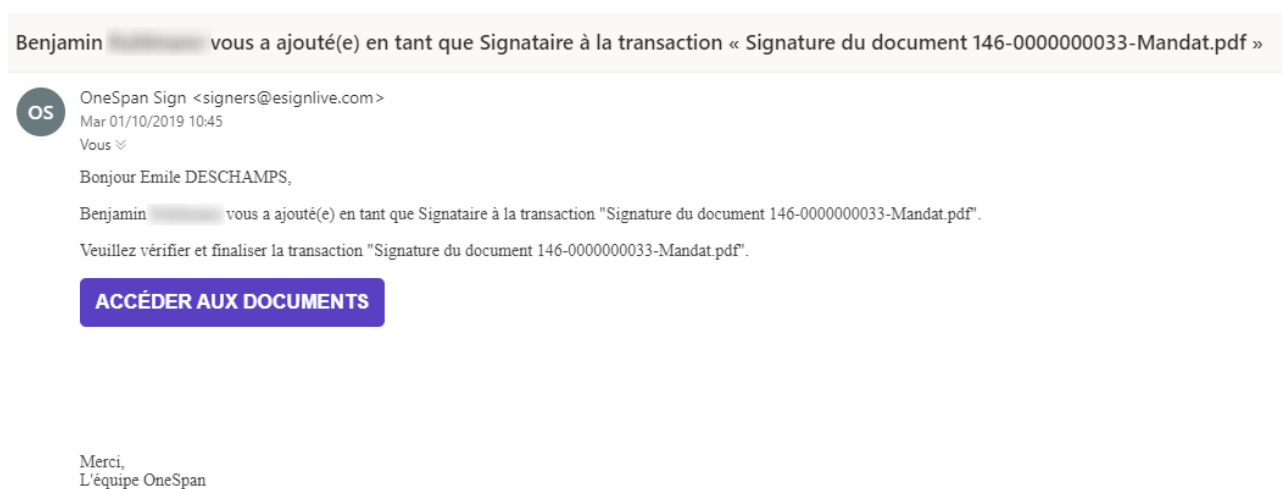 Benjamin vous a ajouté(e) en tant que Signataire à la transaction « Signature du document 146-0000000033-Mandat.pdf »
OS
OneSpan Sign <signers@esignlive.com>
Mar 01/10/2019 10:45
Vous
Bonjour Emile DESCHAMPS,
Benjamin vous a ajouté(e) en tant que Signataire à la transaction "Signature du document 146-0000000033-Mandat.pdf".
Veuillez vérifier et finaliser la transaction "Signature du document 146-0000000033-Mandat.pdf".
ACCÉDER AUX DOCUMENTS
Merci,
L'équipe OneSpan